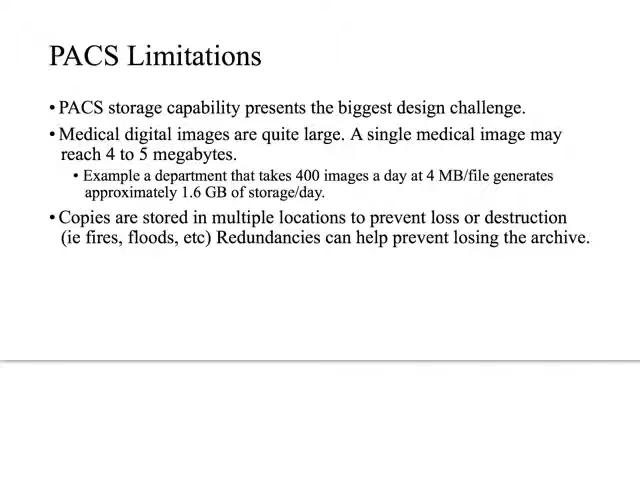 PACS Limitations
• PACS storage capability presents the biggest design challenge.
• Medical digital images are quite large. A single medical image may
reach 4 to 5 megabytes.
• Example a department that takes 400 images a day at 4 MB/file generates
approximately 1.6 GB of storage/day.
• Copies are stored in multiple locations to prevent loss or destruction
(ie fires, floods, etc) Redundancies can help prevent losing the archive.